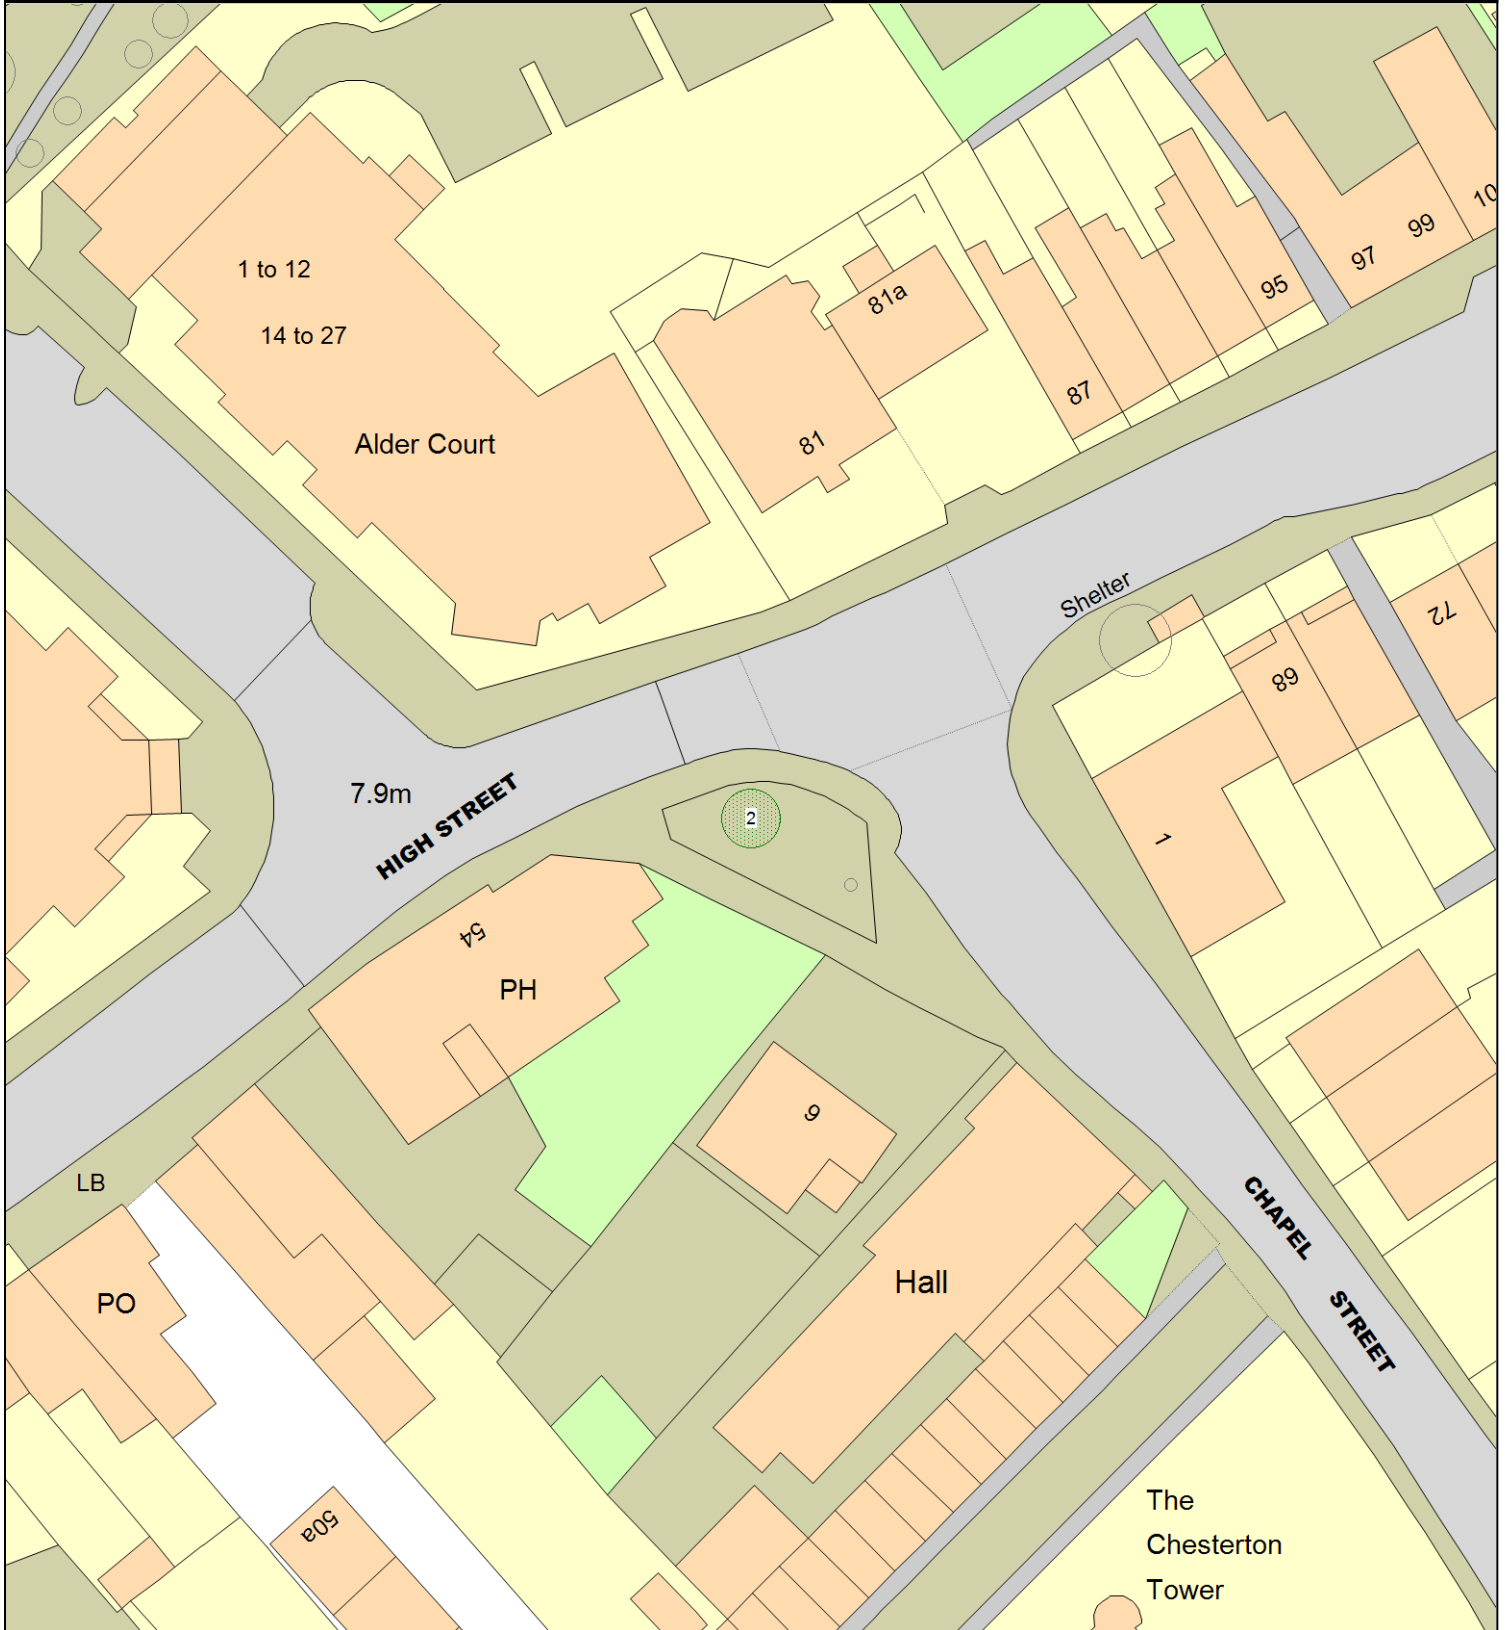 1 to 12
14 to 27
Alder Court
81
81a
87
95
97
99
10
Shelter
72
68
1
7.9m
HIGH STREET
2
54
PH
6
LB
PO
Hall
CHAPEL STREET
50a
The
Chesterton
Tower